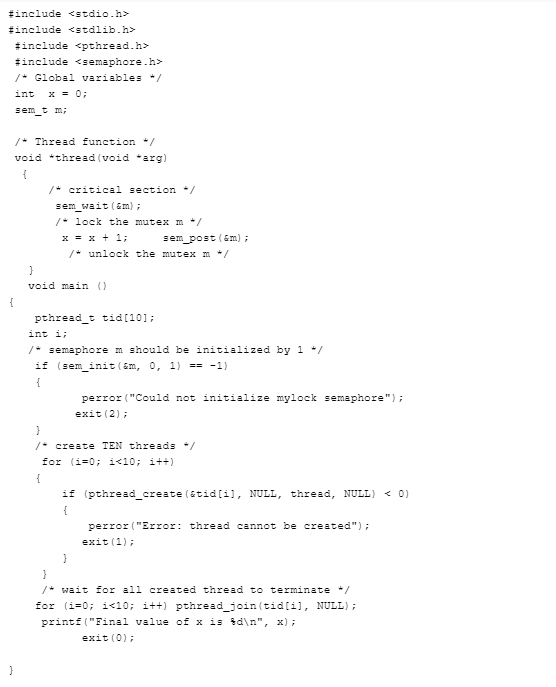 #include <stdio.h>
#include <stdlib.h>
#include <pthread.h>
#include <semaphore.h>
/* Global variables */
int  x = 0;
sem_t m;
/* Thread function */
void *thread(void *arg)
{
/* critical section */
sem_wait(&m);
/* lock the mutex m */
x = x + 1;     sem_post(&m);
/* unlock the mutex m */
}
void main ()
{
pthread_t tid[10];
int i;
/* semaphore m should be initialized by 1 */
if (sem_init(&m, 0, 1) == -1)
{
perror("Could not initialize mylock semaphore");
exit(2);
}
/* create TEN threads */
for (i=0; i<10; i++)
{
if (pthread_create(&tid[i], NULL, thread, NULL) < 0)
{
perror("Error: thread cannot be created");
exit(1);
}
}
/* wait for all created thread to terminate */
for (i=0; i<10; i++) pthread_join(tid[i], NULL);
printf("Final value of x is %d\n", x);
exit(0);
}